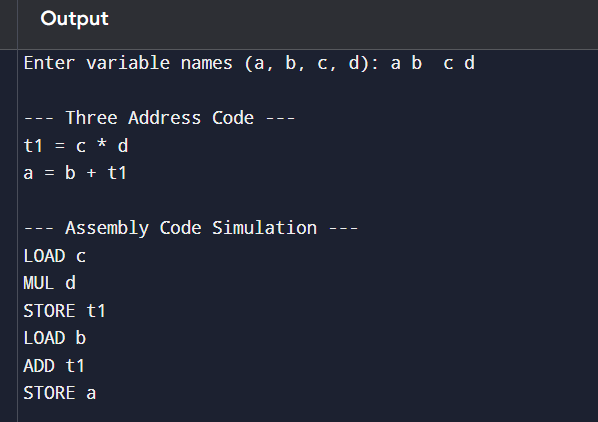 Output
Enter variable names (a, b, c, d): a b  c d
--- Three Address Code ---
t1 = c * d
a = b + t1
--- Assembly Code Simulation ---
LOAD c
MUL d
STORE t1
LOAD b
ADD t1
STORE a